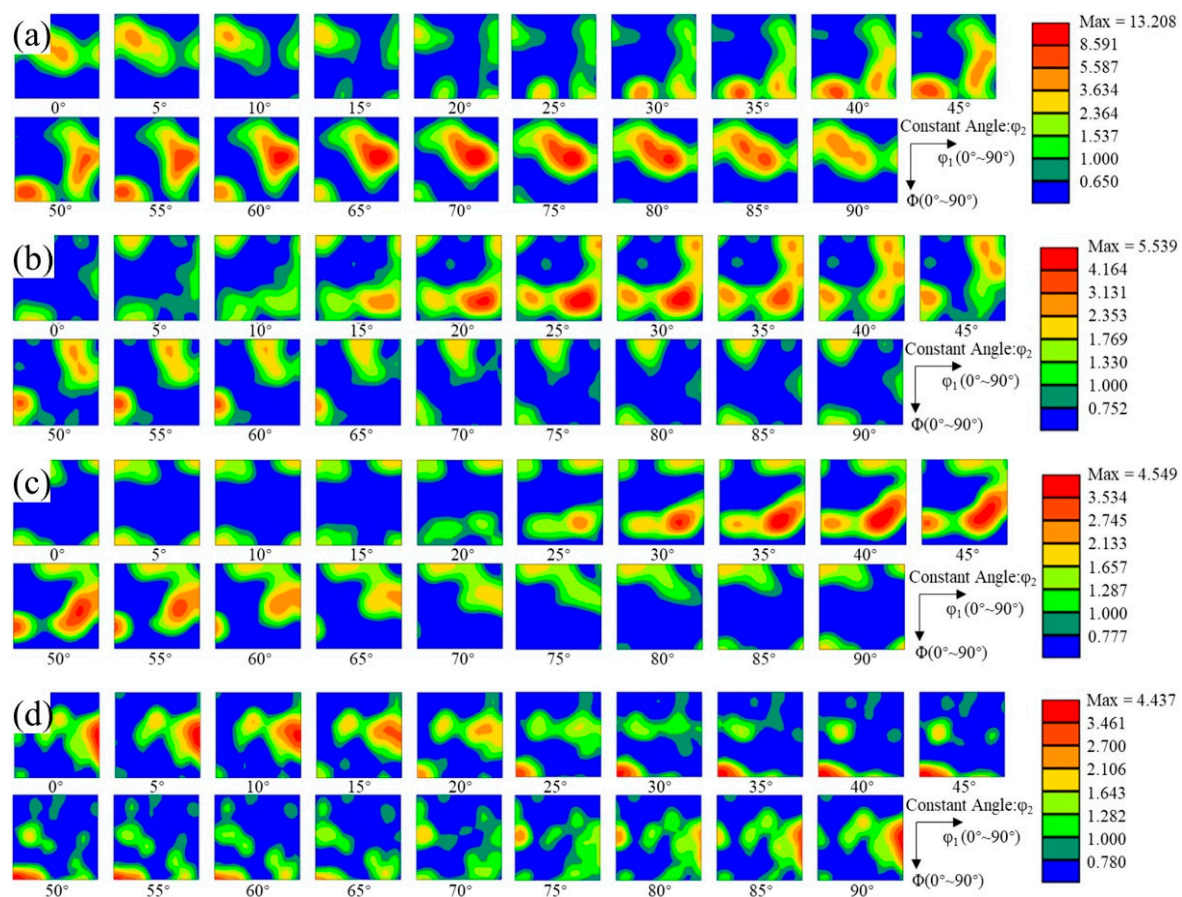 (a)
0° 5° 10° 15° 20° 25° 30° 35° 40° 45°
50° 55° 60° 65° 70° 75° 80° 85° 90°
Constant Angle:φ₂
φ₁(0°~90°)
Φ(0°~90°)
Max = 13.208
8.591
5.587
3.634
2.364
1.537
1.000
0.650
(b)
0° 5° 10° 15° 20° 25° 30° 35° 40° 45°
50° 55° 60° 65° 70° 75° 80° 85° 90°
Constant Angle:φ₂
φ₁(0°~90°)
Φ(0°~90°)
Max = 5.539
4.164
3.131
2.353
1.769
1.330
1.000
0.752
(c)
0° 5° 10° 15° 20° 25° 30° 35° 40° 45°
50° 55° 60° 65° 70° 75° 80° 85° 90°
Constant Angle:φ₂
φ₁(0°~90°)
Φ(0°~90°)
Max = 4.549
3.534
2.745
2.133
1.657
1.287
1.000
0.777
(d)
0° 5° 10° 15° 20° 25° 30° 35° 40° 45°
50° 55° 60° 65° 70° 75° 80° 85° 90°
Constant Angle:φ₂
φ₁(0°~90°)
Φ(0°~90°)
Max = 4.437
3.461
2.700
2.106
1.643
1.282
1.000
0.780